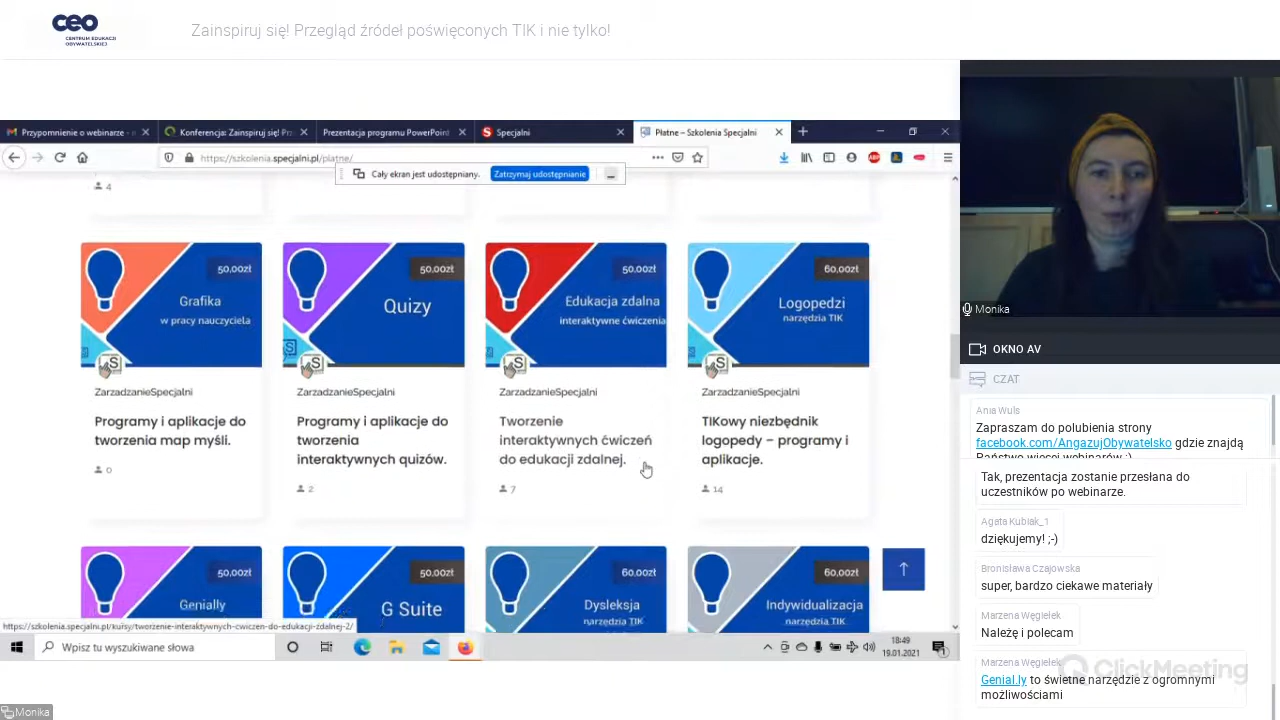 ceo
CENTRUM EDUKACJI
OBYWATELSKIEJ
Zainspiruj się! Przegląd źródeł poświęconych TIK i nie tylko!
Przypomnienie o webinarze -
Konferencja: Zainspiruj się! Prz
Prezentacja programu PowerPoint
Specjalni
Płatne – Szkolenia Specjalni
https://szkolenia.specjalni.pl/platne/
Cały ekran jest udostępniany.
Zatrzymaj udostępnianie
4
50,00zł
Grafika
w pracy nauczyciela
50,00zł
Quizy
50,00zł
Edukacja zdalna
interaktywne ćwiczenia
60,00zł
Logopedzi
narzędzia TIK
ZarzadzanieSpecjalni
Programy i aplikacje do
tworzenia map myśli.
0
ZarzadzanieSpecjalni
Programy i aplikacje do
tworzenia
interaktywnych quizów.
2
ZarzadzanieSpecjalni
Tworzenie
interaktywnych ćwiczeń
do edukacji zdalnej.
7
ZarzadzanieSpecjalni
TIKowy niezbędnik
logopedy – programy i
aplikacje.
14
50,00zł
Genially
50,00zł
G Suite
60,00zł
Dysleksja
narzędzia TIK
60,00zł
Indywidualizacja
narzędzia TIK
https://szkolenia.specjalni.pl/kursy/tworzenie-interaktywnych-cwiczen-do-edukacji-zdalnej-2/
Wpisz tu wyszukiwane słowa
18:49
19.01.2021
Monika
Monika
OKNO AV
CZAT
Ania Wuls
Zapraszam do polubienia strony
facebook.com/AngazujObywatelsko gdzie znajdą
Państwo więcej webinarów :)
Tak, prezentacja zostanie przesłana do
uczestników po webinarze.
Agata Kubiak_1
dziękujemy! ;-)
Bronisława Czajowska
super, bardzo ciekawe materiały
Marzena Węgielek
Należę i polecam
Marzena Węgielek
Genial.ly to świetne narzędzie z ogromnymi
możliwościami
ClickMeeting